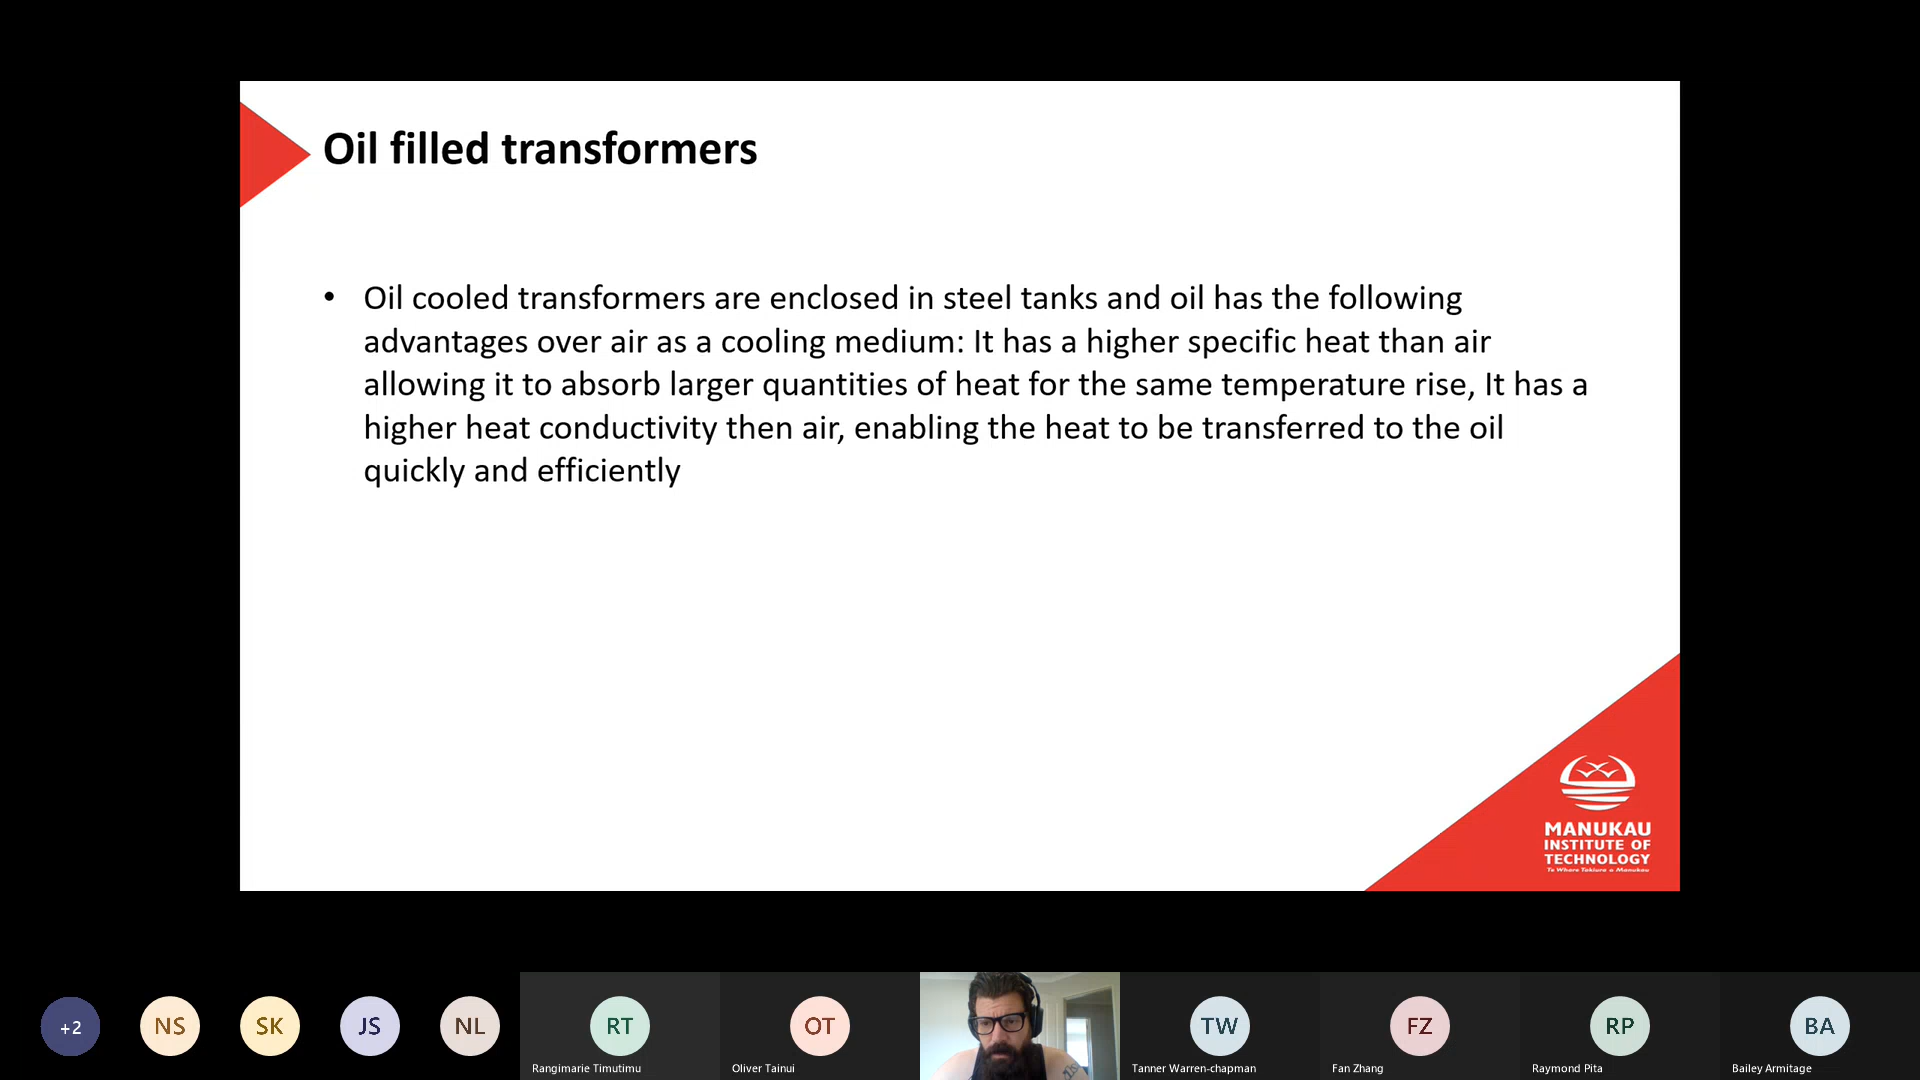 Oil filled transformers
• Oil cooled transformers are enclosed in steel tanks and oil has the following
advantages over air as a cooling medium: It has a higher specific heat than air
allowing it to absorb larger quantities of heat for the same temperature rise, It has a
higher heat conductivity then air, enabling the heat to be transferred to the oil
quickly and efficiently
MANUKAU
INSTITUTE OF
TECHNOLOGY
Te Whare Takiura o Manukau
+2
NS
SK
JS
NL
RT
Rangimarie Timutimu
OT
Oliver Tainui
TW
Tanner Warren-chapman
FZ
Fan Zhang
RP
Raymond Pita
BA
Bailey Armitage